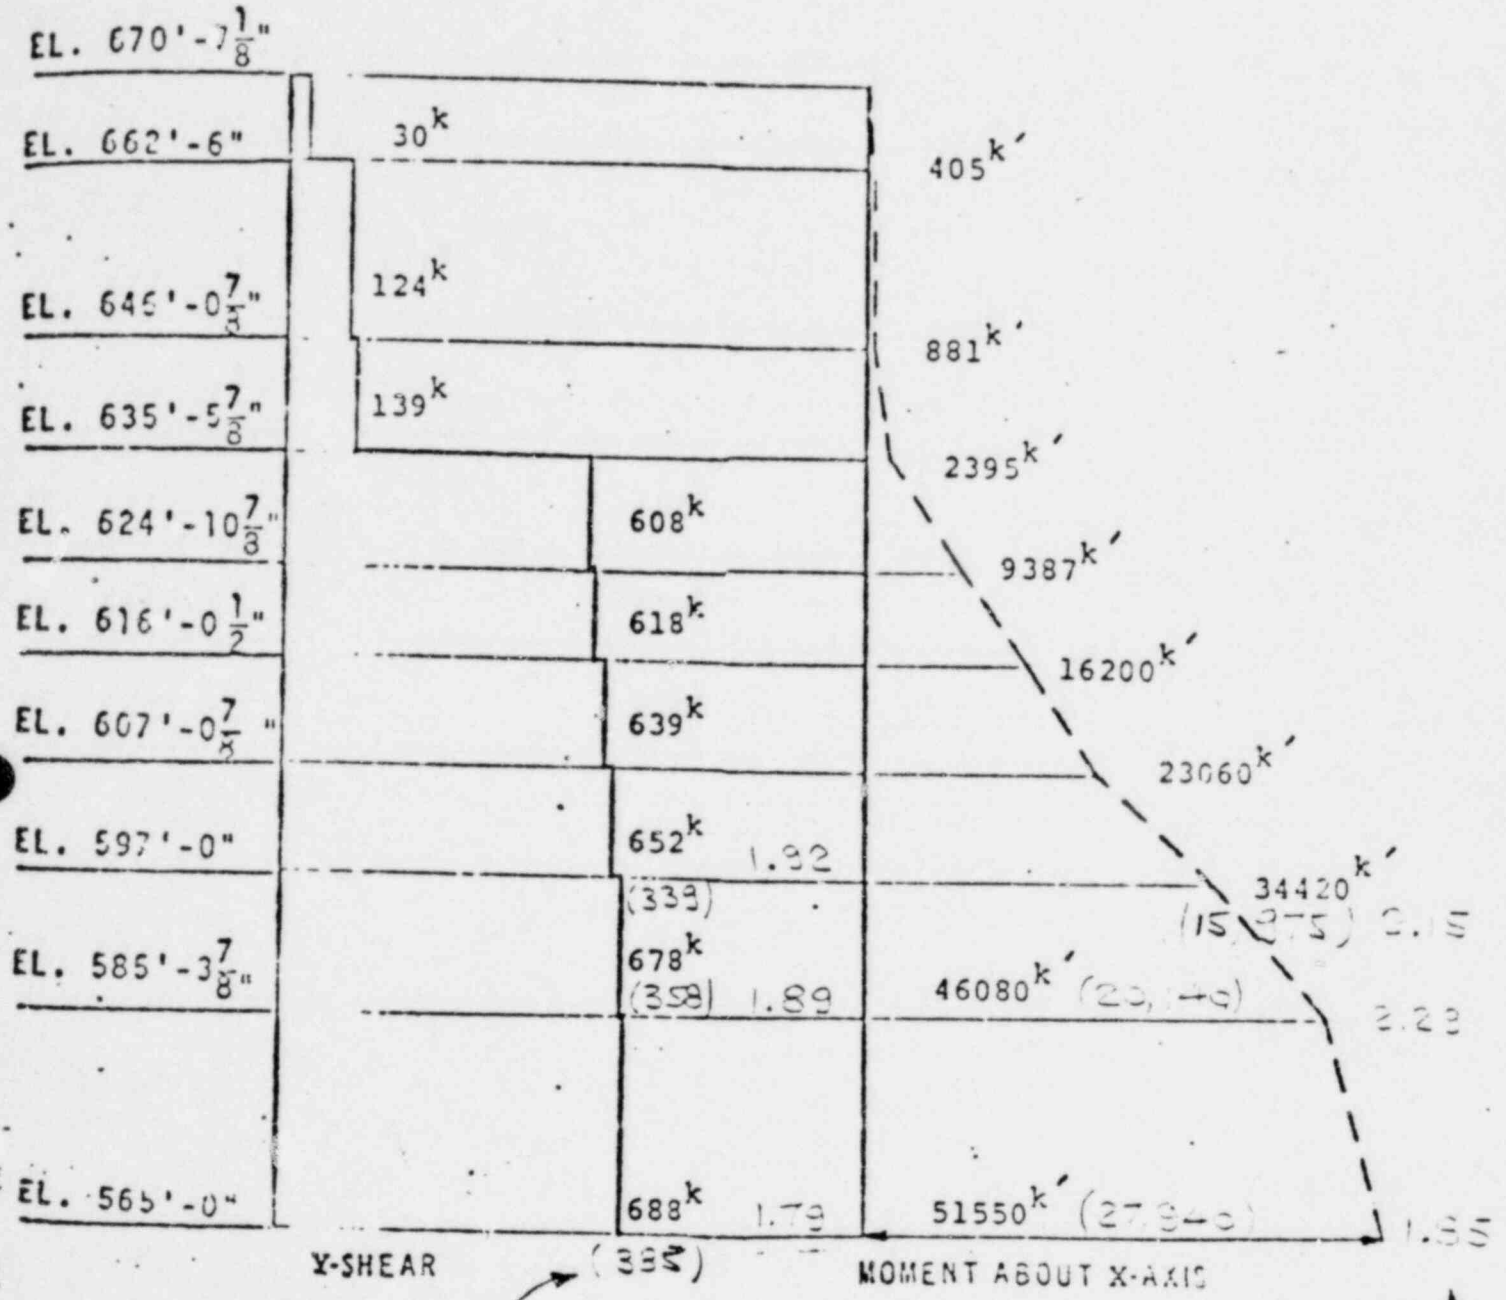 EL. 670'-7 1/8"
30ᵏ
EL. 662'-6"
405ᵏ'
124ᵏ
EL. 646'-0 7/8"
881ᵏ'
139ᵏ
EL. 635'-5 7/8"
2395ᵏ'
EL. 624'-10 7/8"
608ᵏ
9387ᵏ'
EL. 616'-0 1/2"
618ᵏ
16200ᵏ'
EL. 607'-0 7/8"
639ᵏ
23060ᵏ'
EL. 597'-0"
652ᵏ 1.92
34420ᵏ'
(339)
EL. 585'-3 7/8"
678ᵏ
(358) 1.89
46080ᵏ'
EL. 565'-0"
688ᵏ 1.79
51550ᵏ'
Y-SHEAR
MOMENT ABOUT X-AXIS